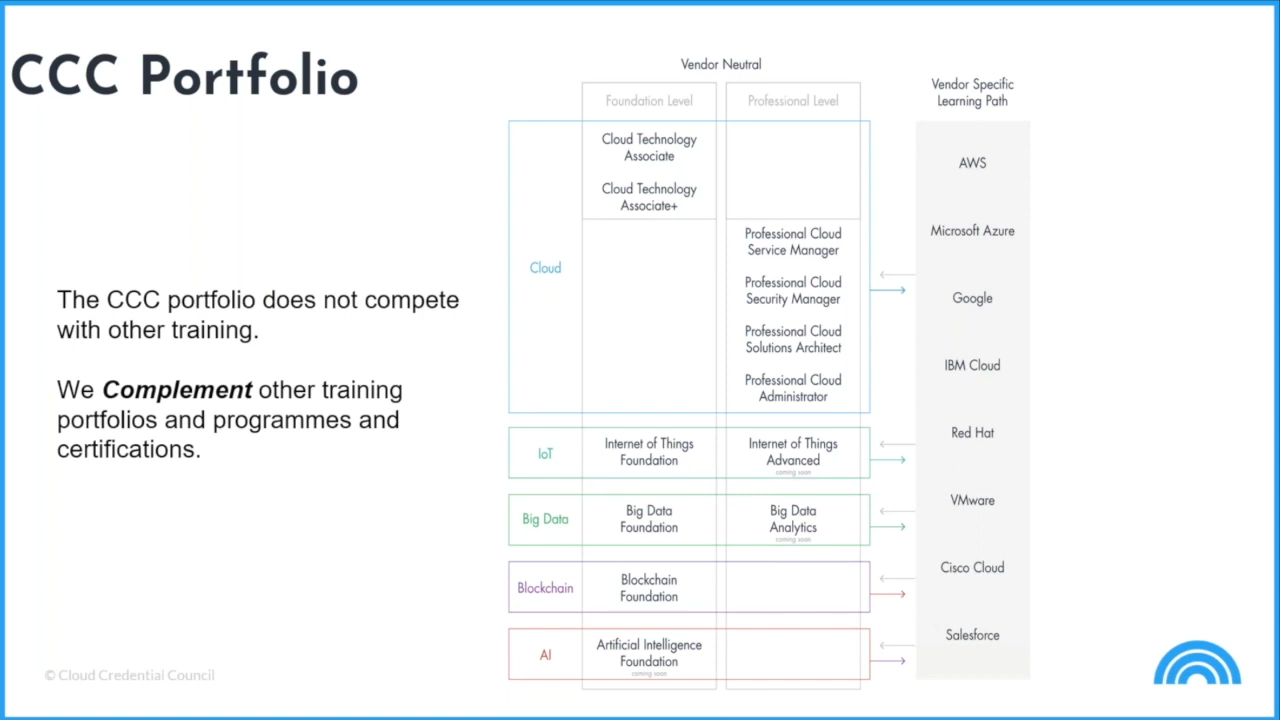 CCC Portfolio
The CCC portfolio does not compete
with other training.
We Complement other training
portfolios and programmes and
certifications.
© Cloud Credential Council
Vendor Neutral
Foundation Level
Professional Level
Vendor Specific
Learning Path
Cloud
Cloud Technology
Associate
Cloud Technology
Associate+
Professional Cloud
Service Manager
Professional Cloud
Security Manager
Professional Cloud
Solutions Architect
Professional Cloud
Administrator
IoT
Internet of Things
Foundation
Internet of Things
Advanced
coming soon
Big Data
Big Data
Foundation
Big Data
Analytics
coming soon
Blockchain
Blockchain
Foundation
AI
Artificial Intelligence
Foundation
coming soon
AWS
Microsoft Azure
Google
IBM Cloud
Red Hat
VMware
Cisco Cloud
Salesforce